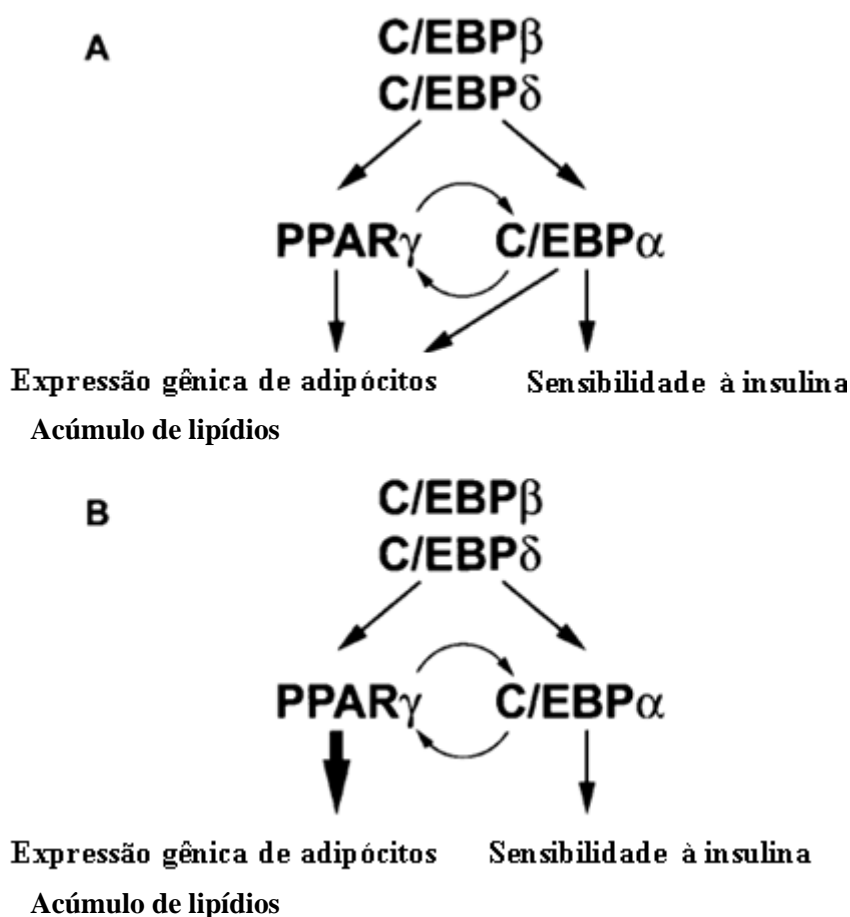 A
C/EBPβ
C/EBPδ
PPARγ C/EBPα
Expressão gênica de adipócitos Sensibilidade à insulina
Acúmulo de lipídios
B
C/EBPβ
C/EBPδ
PPARγ C/EBPα
Expressão gênica de adipócitos Sensibilidade à insulina
Acúmulo de lipídios